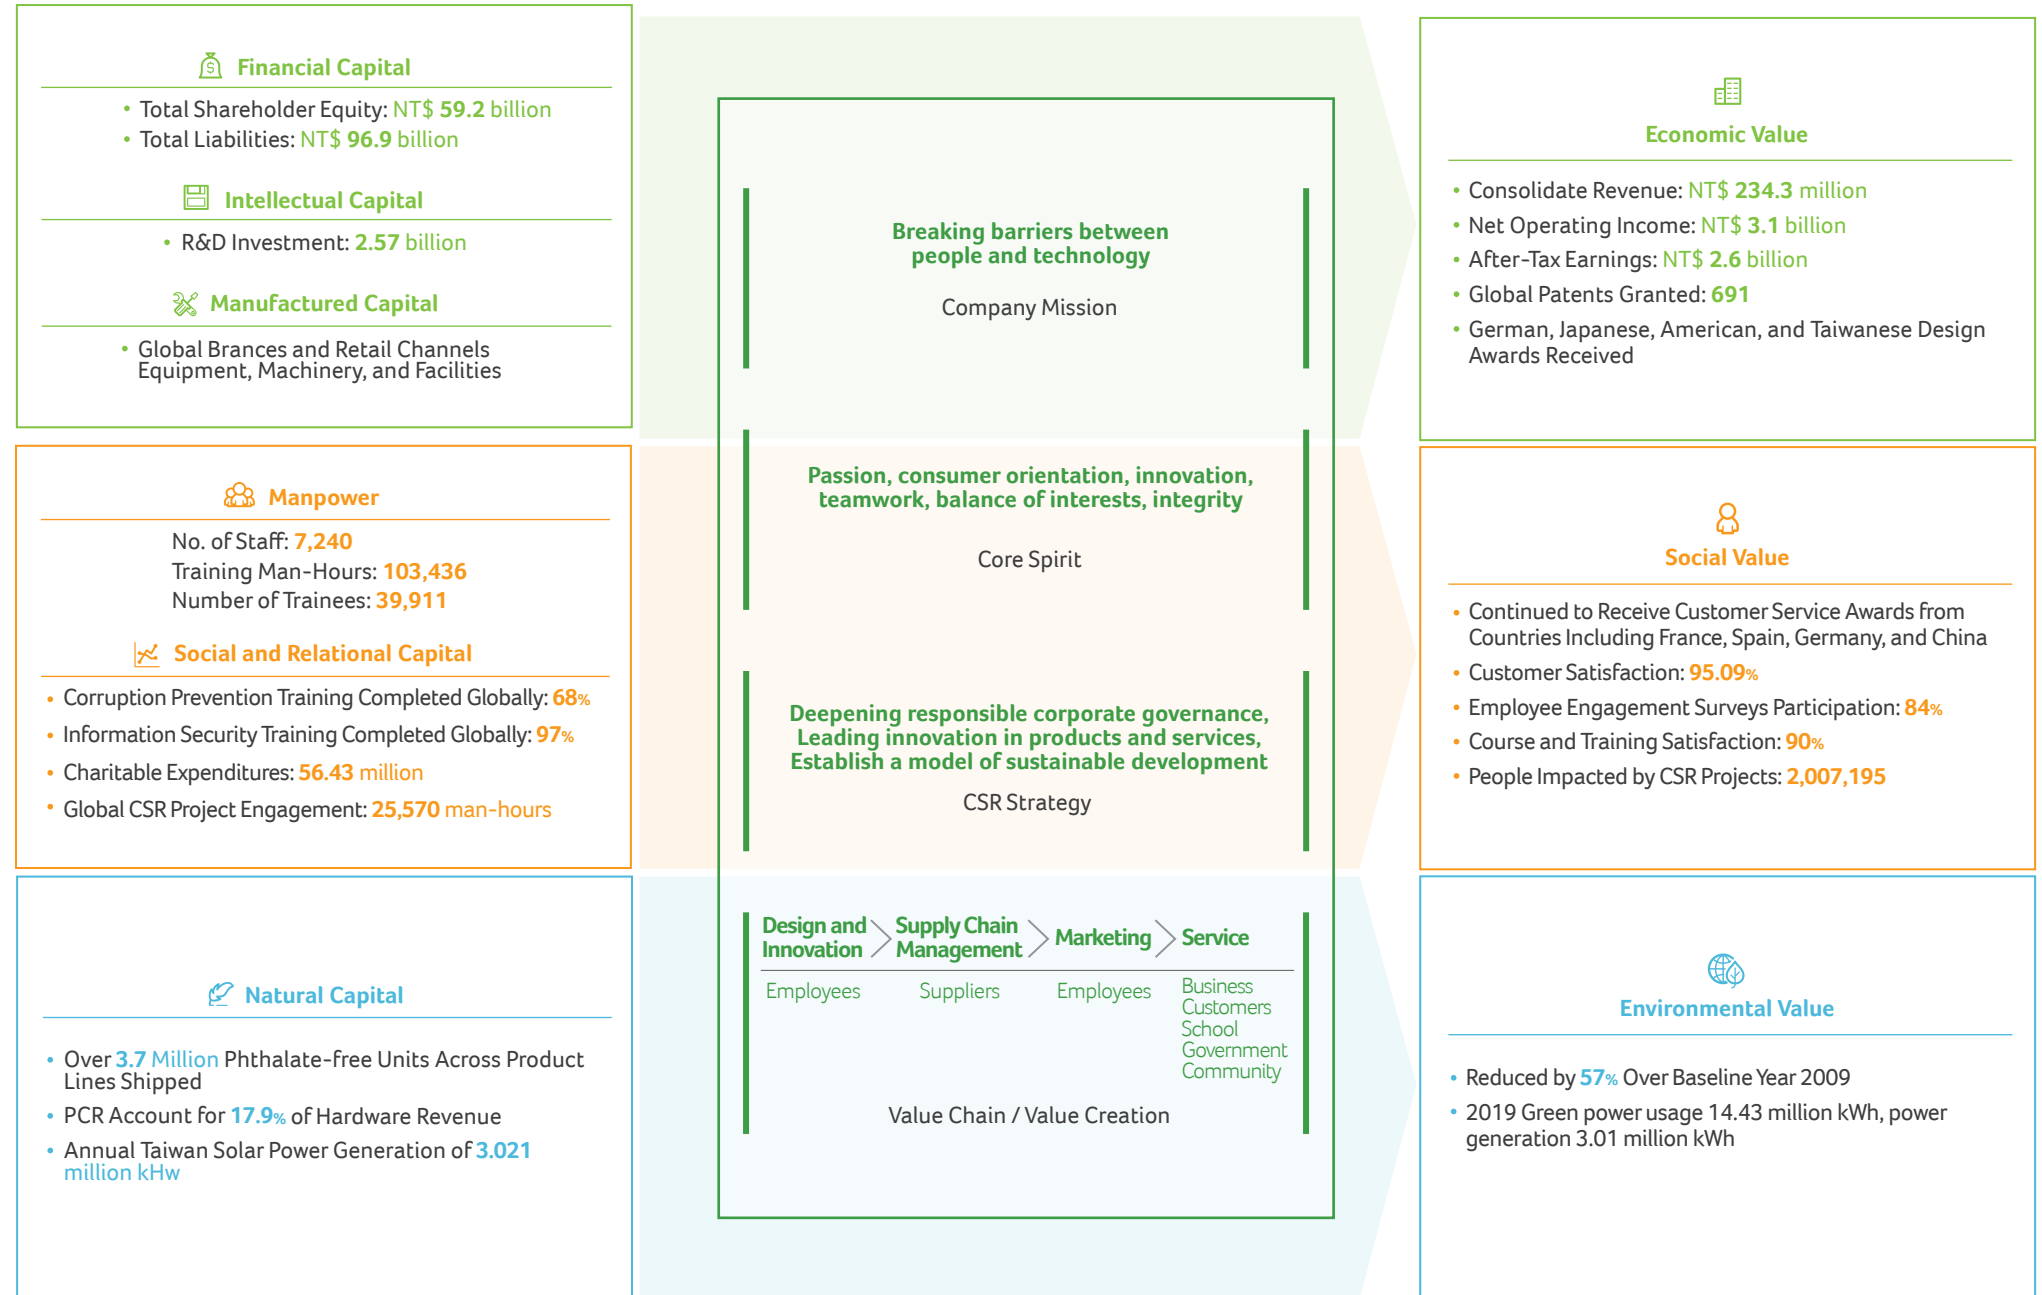 Financial Capital
• Total Shareholder Equity: NT$ 59.2 billion
• Total Liabilities: NT$ 96.9 billion
Intellectual Capital
• R&D Investment: 2.57 billion
Manufactured Capital
• Global Brances and Retail Channels
Equipment, Machinery, and Facilities
Manpower
No. of Staff: 7,240
Training Man-Hours: 103,436
Number of Trainees: 39,911
Social and Relational Capital
• Corruption Prevention Training Completed Globally: 68%
• Information Security Training Completed Globally: 97%
• Charitable Expenditures: 56.43 million
• Global CSR Project Engagement: 25,570 man-hours
Natural Capital
• Over 3.7 Million Phthalate-free Units Across Product
Lines Shipped
• PCR Account for 17.9% of Hardware Revenue
• Annual Taiwan Solar Power Generation of 3.021
million kHw
Breaking barriers between
people and technology
Company Mission
Passion, consumer orientation, innovation,
teamwork, balance of interests, integrity
Core Spirit
Deepening responsible corporate governance,
Leading innovation in products and services,
Establish a model of sustainable development
CSR Strategy
Design and
Innovation
Supply Chain
Management
Marketing
Service
Employees
Suppliers
Employees
Business
Customers
School
Government
Community
Value Chain / Value Creation
Economic Value
• Consolidate Revenue: NT$ 234.3 million
• Net Operating Income: NT$ 3.1 billion
• After-Tax Earnings: NT$ 2.6 billion
• Global Patents Granted: 691
• German, Japanese, American, and Taiwanese Design
Awards Received
Social Value
• Continued to Receive Customer Service Awards from
Countries Including France, Spain, Germany, and China
• Customer Satisfaction: 95.09%
• Employee Engagement Surveys Participation: 84%
• Course and Training Satisfaction: 90%
• People Impacted by CSR Projects: 2,007,195
Environmental Value
• Reduced by 57% Over Baseline Year 2009
• 2019 Green power usage 14.43 million kWh, power
generation 3.01 million kWh